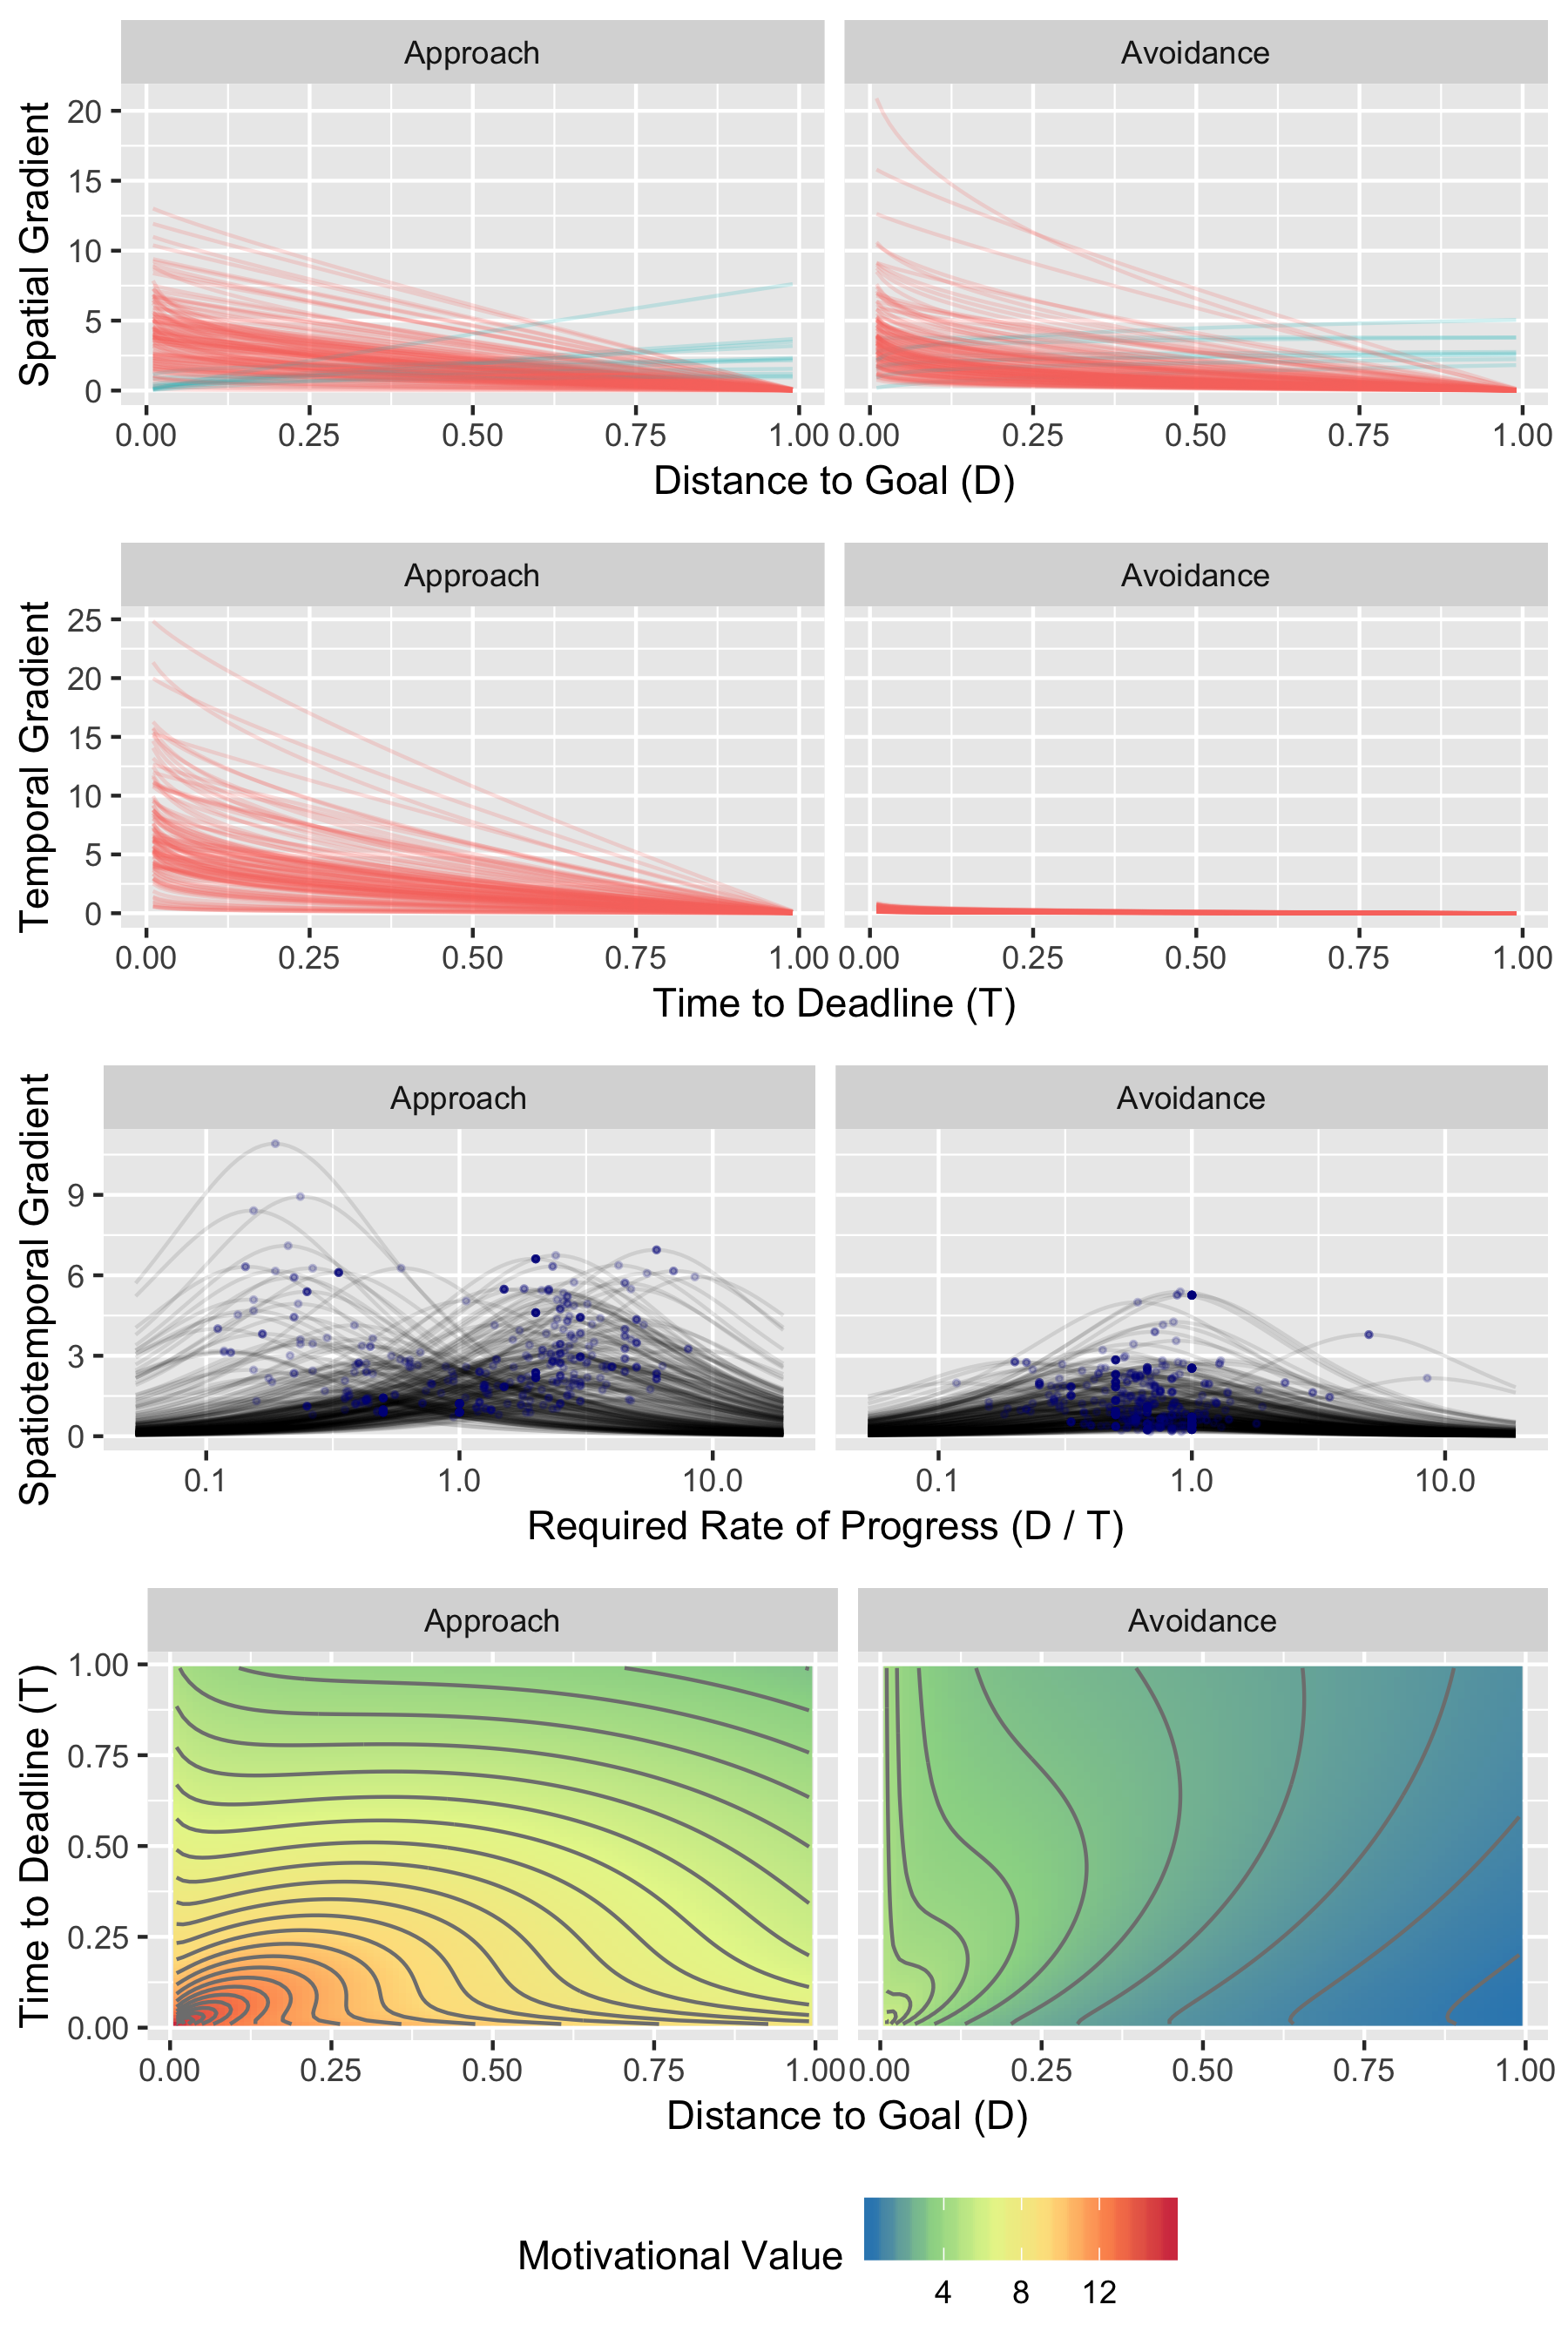 Approach Avoidance
Spatial Gradient
20
15
10
5
0
0.00 0.25 0.50 0.75 1.00 0.00 0.25 0.50 0.75 1.00
Distance to Goal (D)
Approach Avoidance
Temporal Gradient
25
20
15
10
5
0
0.00 0.25 0.50 0.75 1.00 0.00 0.25 0.50 0.75 1.00
Time to Deadline (T)
Approach Avoidance
Spatiotemporal Gradient
9
6
3
0
0.1 1.0 10.0 0.1 1.0 10.0
Required Rate of Progress (D / T)
Approach Avoidance
Time to Deadline (T)
1.00
0.75
0.50
0.25
0.00
0.00 0.25 0.50 0.75 1.00 0.00 0.25 0.50 0.75 1.00
Distance to Goal (D)
Motivational Value
4 8 12